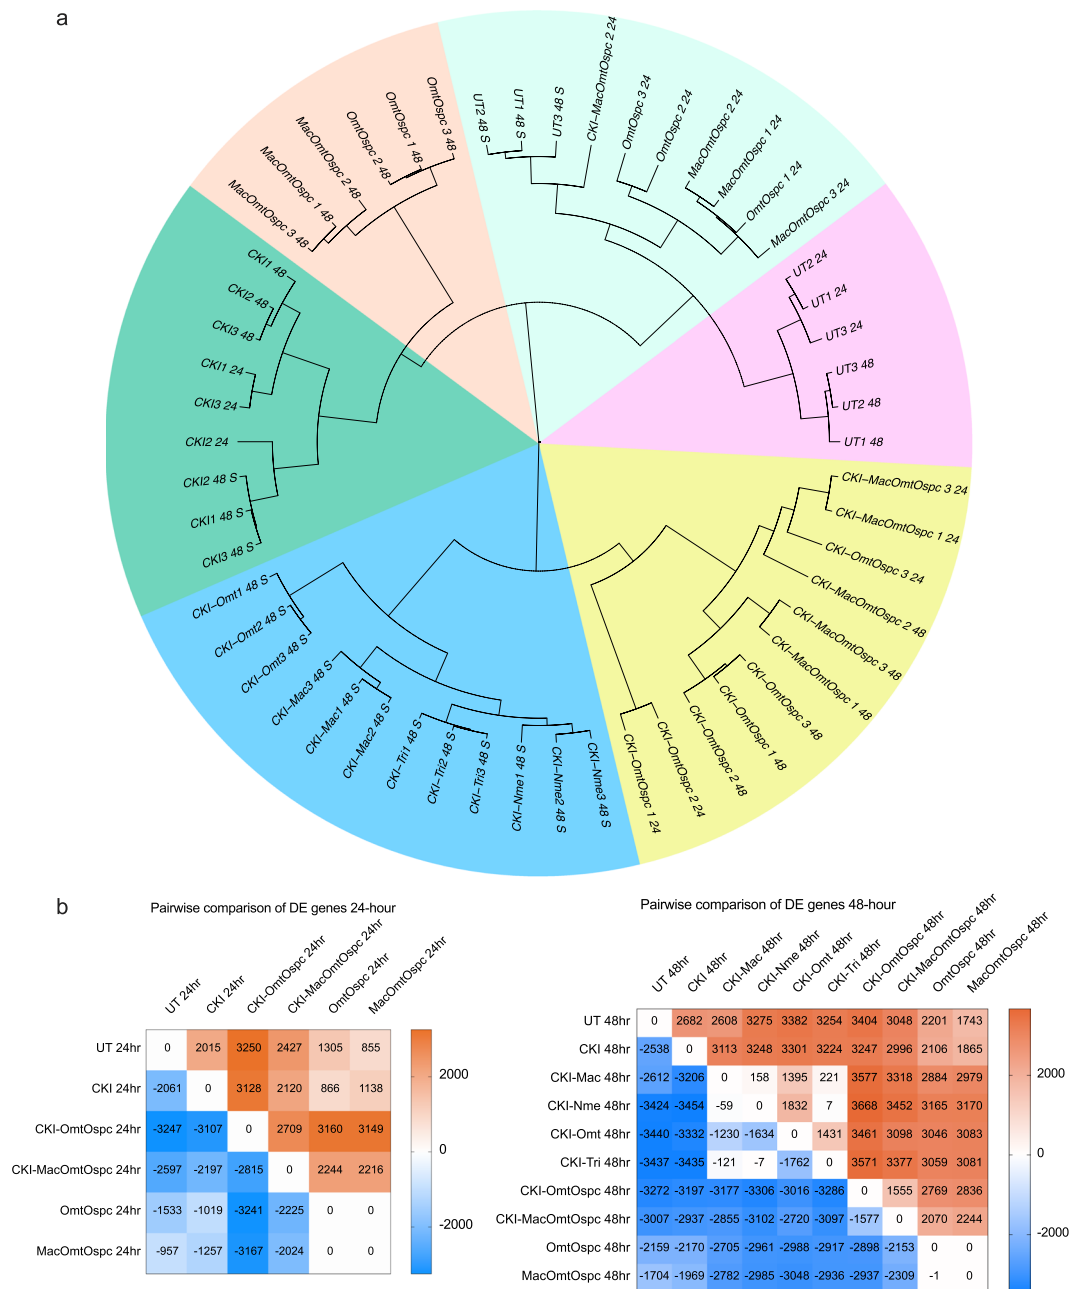 a
UT2 48 S
UT1 48 S
UT3 48 S
CKI–MacOmtOspc 2 24
OmtOspc 3 24
OmtOspc 2 24
MacOmtOspc 2 24
MacOmtOspc 1 24
OmtOspc 1 24
MacOmtOspc 3 24
UT2 24
UT1 24
UT3 24
UT3 48
UT2 48
UT1 48
CKI–MacOmtOspc 3 24
CKI–MacOmtOspc 1 24
CKI–OmtOspc 3 24
CKI–MacOmtOspc 2 48
CKI–MacOmtOspc 3 48
CKI–MacOmtOspc 1 48
CKI–OmtOspc 3 48
CKI–OmtOspc 1 48
CKI–OmtOspc 2 48
CKI–OmtOspc 2 24
CKI–OmtOspc 1 24
CKI–Nme3 48 S
CKI–Nme2 48 S
CKI–Nme1 48 S
CKI–Tri3 48 S
CKI–Tri2 48 S
CKI–Tri1 48 S
CKI–Mac2 48 S
CKI–Mac1 48 S
CKI–Mac3 48 S
CKI–Omt3 48 S
CKI–Omt2 48 S
CKI–Omt1 48 S
CKI3 48 S
CKI1 48 S
CKI2 48 S
CKI2 24
CKI3 24
CKI1 24
CKI3 48
CKI2 48
CKI1 48
MacOmtOspc 3 48
MacOmtOspc 1 48
MacOmtOspc 2 48
OmtOspc 2 48
OmtOspc 1 48
OmtOspc 3 48
b
Pairwise comparison of DE genes 24-hour
UT 24hr
CKI 24hr
CKI-OmtOspc 24hr
CKI-MacOmtOspc 24hr
OmtOspc 24hr
MacOmtOspc 24hr
UT 24hr 0 2015 3250 2427 1305 855
CKI 24hr -2061 0 3128 2120 866 1138
CKI-OmtOspc 24hr -3247 -3107 0 2709 3160 3149
CKI-MacOmtOspc 24hr -2597 -2197 -2815 0 2244 2216
OmtOspc 24hr -1533 -1019 -3241 -2225 0 0
MacOmtOspc 24hr -957 -1257 -3167 -2024 0 0
2000
0
-2000
Pairwise comparison of DE genes 48-hour
UT 48hr
CKI 48hr
CKI-Mac 48hr
CKI-Nme 48hr
CKI-Omt 48hr
CKI-Tri 48hr
CKI-OmtOspc 48hr
CKI-MacOmtOspc 48hr
OmtOspc 48hr
MacOmtOspc 48hr
UT 48hr 0 2682 2608 3275 3382 3254 3404 3048 2201 1743
CKI 48hr -2538 0 3113 3248 3301 3224 3247 2996 2106 1865
CKI-Mac 48hr -2612 -3206 0 158 1395 221 3577 3318 2884 2979
CKI-Nme 48hr -3424 -3454 -59 0 1832 7 3668 3452 3165 3170
CKI-Omt 48hr -3440 -3332 -1230 -1634 0 1431 3461 3098 3046 3083
CKI-Tri 48hr -3437 -3435 -121 -7 -1762 0 3571 3377 3059 3081
CKI-OmtOspc 48hr -3272 -3197 -3177 -3306 -3016 -3286 0 1555 2769 2836
CKI-MacOmtOspc 48hr -3007 -2937 -2855 -3102 -2720 -3097 -1577 0 2070 2244
OmtOspc 48hr -2159 -2170 -2705 -2961 -2988 -2917 -2898 -2153 0 0
MacOmtOspc 48hr -1704 -1969 -2782 -2985 -3048 -2936 -2937 -2309 -1 0
2000
0
-2000